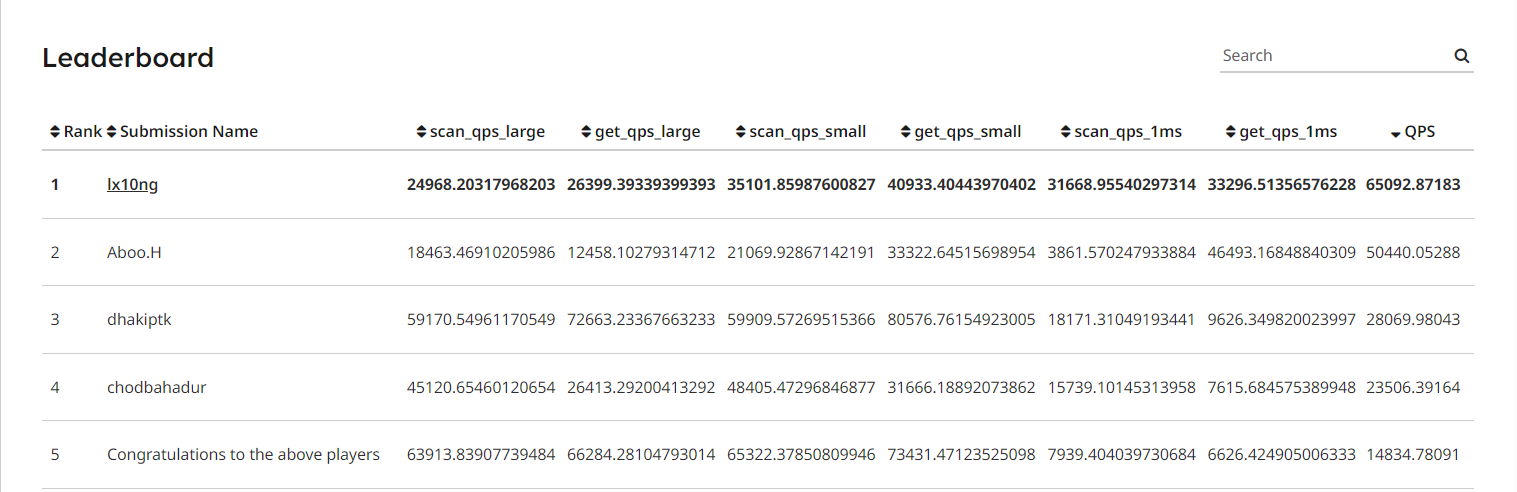 Leaderboard
Search
Rank Submission Name scan_qps_large get_qps_large scan_qps_small get_qps_small scan_qps_1ms get_qps_1ms QPS
1 lx10ng 24968.20317968203 26399.39339399393 35101.85987600827 40933.40443970402 31668.95540297314 33296.51356576228 65092.87183
2 Aboo.H 18463.46910205986 12458.10279314712 21069.92867142191 33322.64515698954 3861.570247933884 46493.16848840309 50440.05288
3 dhakiptk 59170.54961170549 72663.23367663233 59909.57269515366 80576.76154923005 18171.31049193441 9626.349820023997 28069.98043
4 chodbahadur 45120.65460120654 26413.29200413292 48405.47296846877 31666.18892073862 15739.10145313958 7615.684575389948 23506.39164
5 Congratulations to the above players 63913.83907739484 66284.28104793014 65322.37850809946 73431.47123525098 7939.404039730684 6626.424905006333 14834.78091